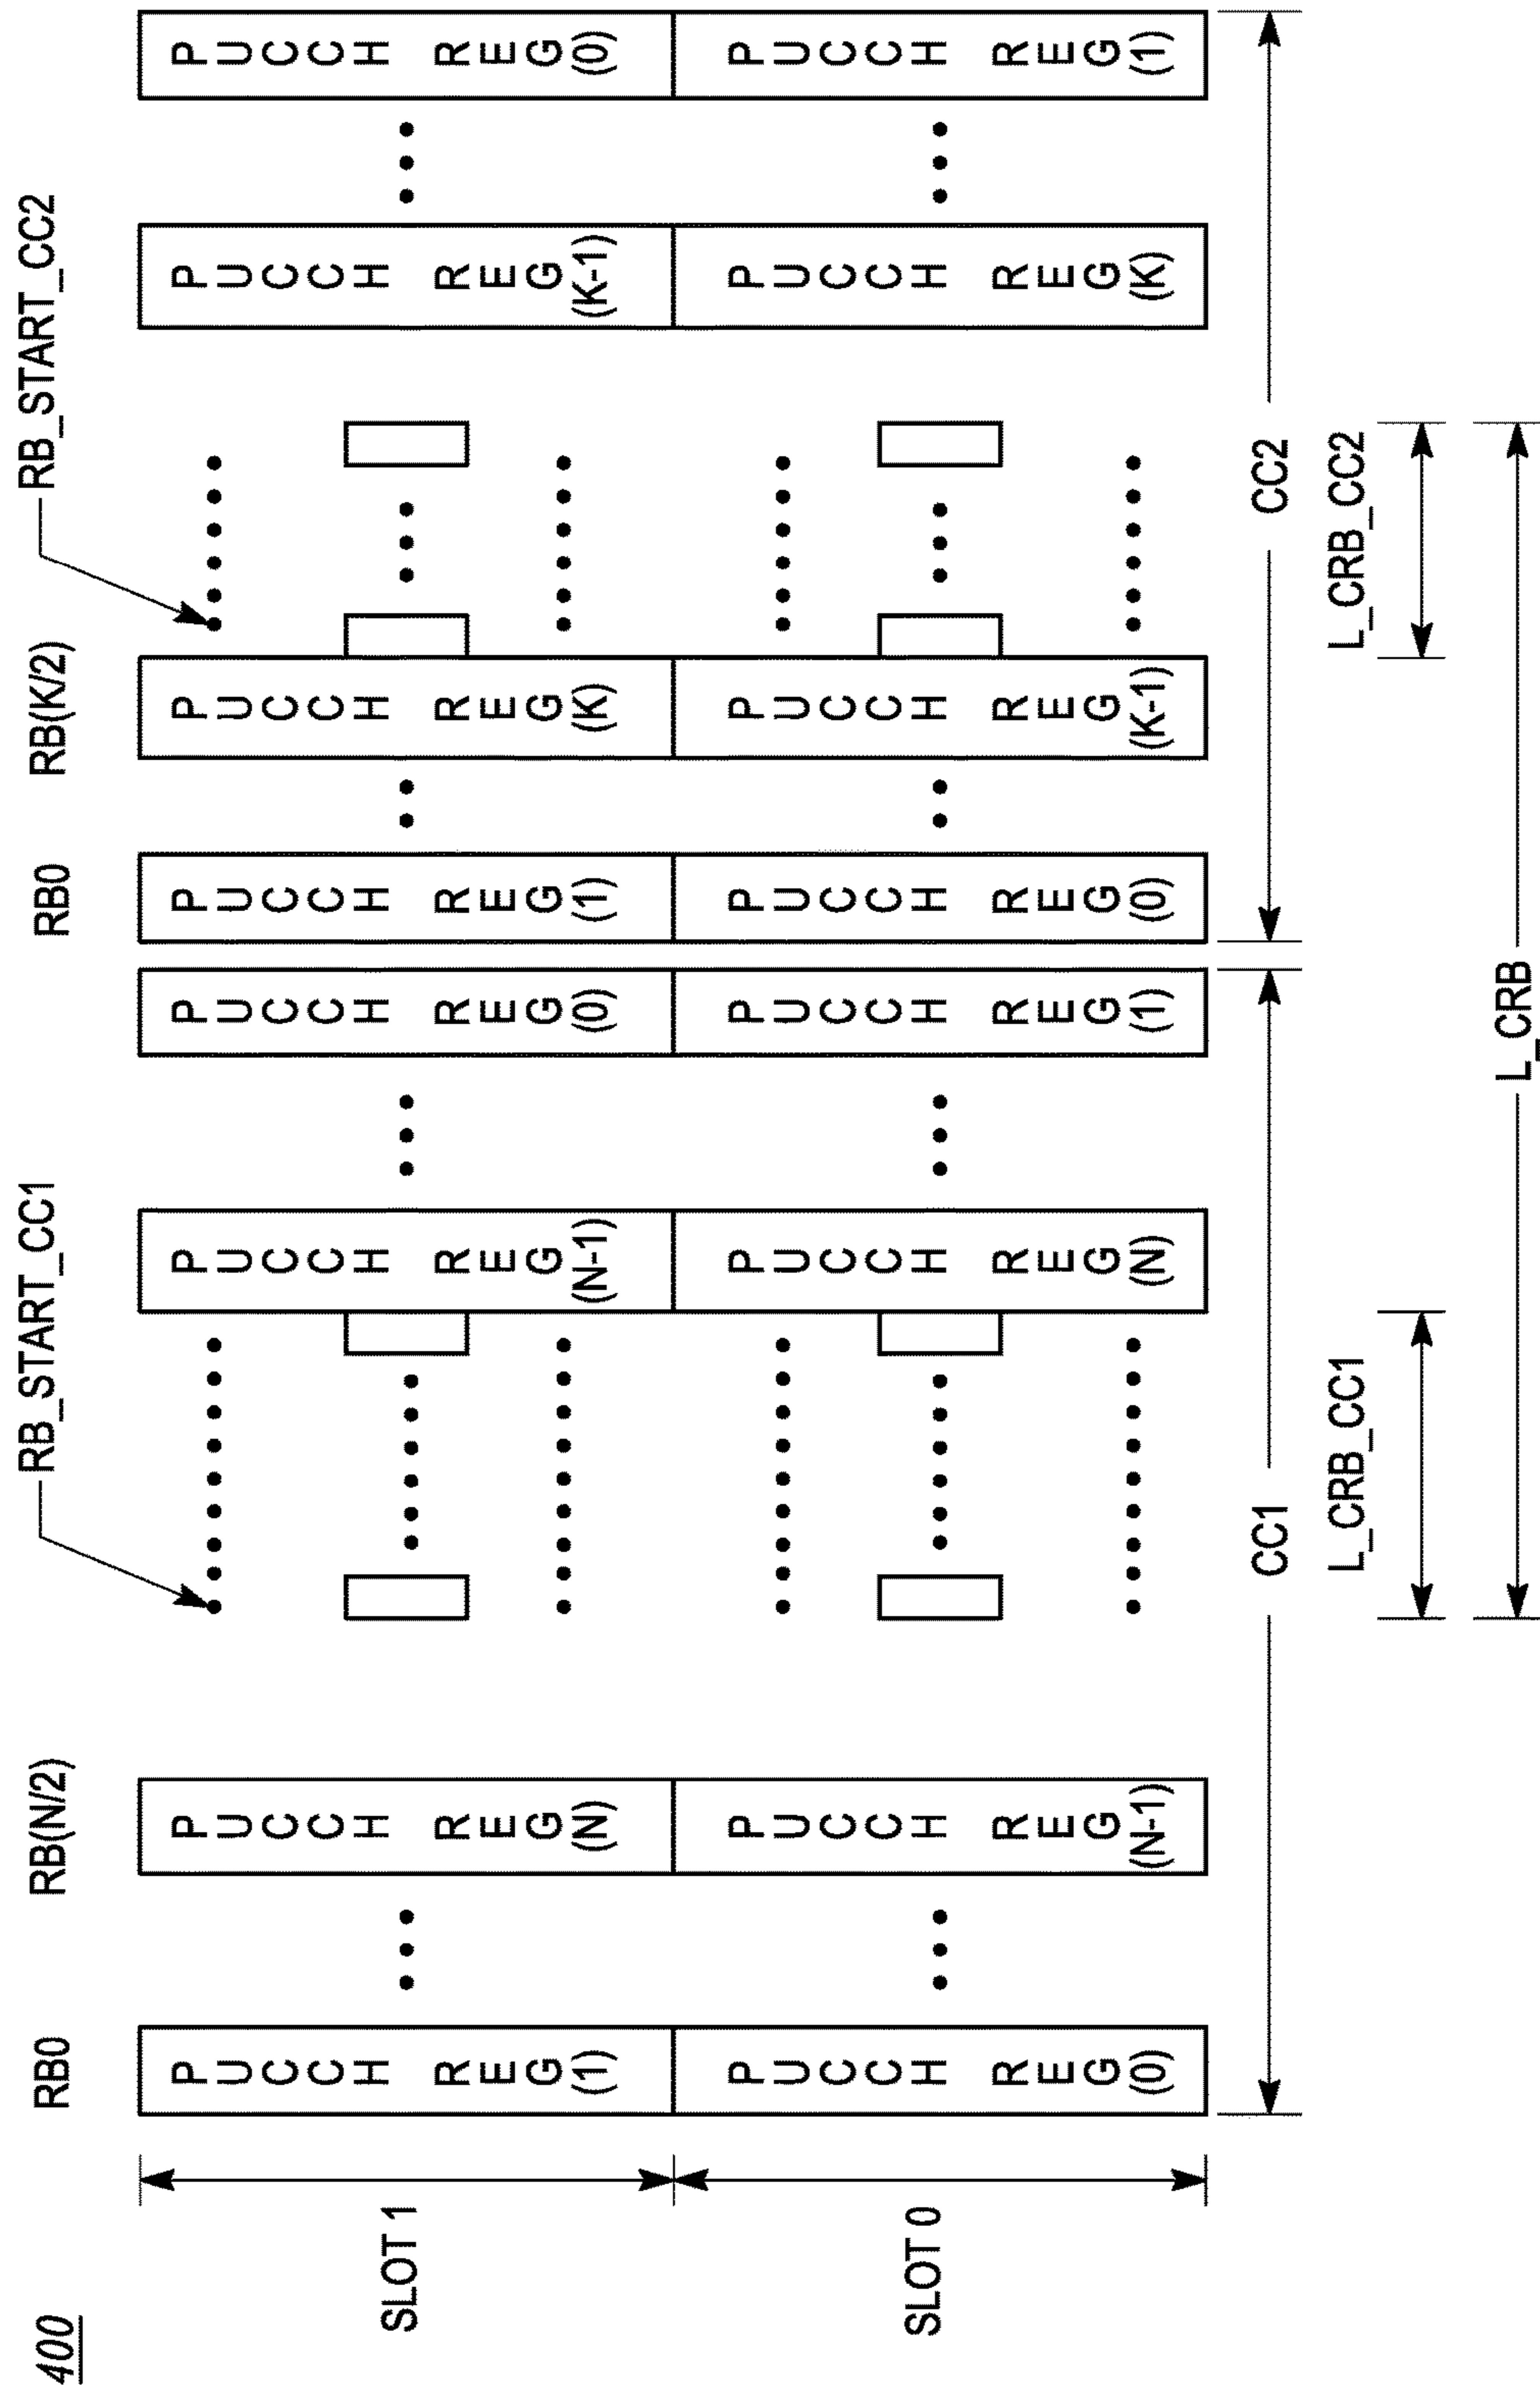 400
RB0
RB(N/2)
RB_START_CC1
RB0
RB(K/2)
RB_START_CC2
SLOT 1
PUCCH REG (1)
PUCCH REG (N)
PUCCH REG (N-1)
PUCCH REG (0)
PUCCH REG (1)
PUCCH REG (K)
PUCCH REG (K-1)
PUCCH REG (0)
SLOT 0
PUCCH REG (0)
PUCCH REG (N-1)
PUCCH REG (N)
PUCCH REG (1)
PUCCH REG (0)
PUCCH REG (K-1)
PUCCH REG (K)
PUCCH REG (1)
CC1
CC2
L_CRB_CC1
L_CRB_CC2
L_CRB